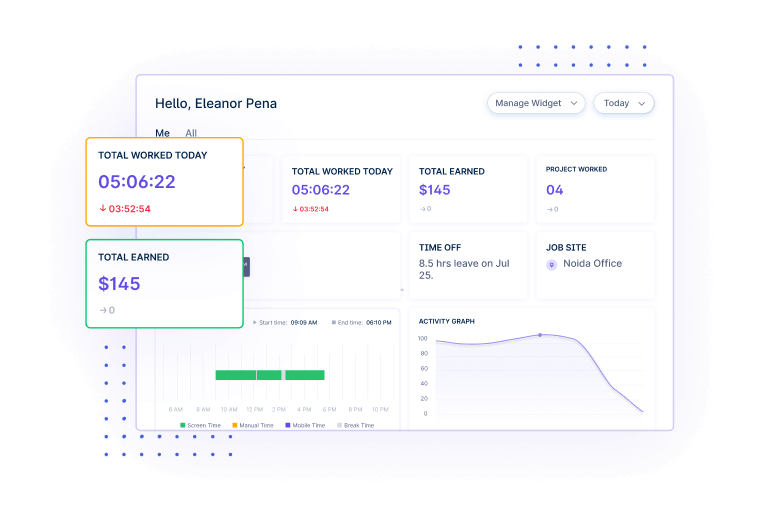 Hello, Eleanor Pena
Manage Widget
Today
Me All
TOTAL WORKED TODAY
05:06:22
↓ 03:52:54
TOTAL WORKED TODAY
05:06:22
↓ 03:52:54
TOTAL EARNED
$145
→ 0
PROJECT WORKED
04
→ 0
TOTAL EARNED
$145
→ 0
TIME OFF
8.5 hrs leave on Jul
25.
JOB SITE
Noida Office
Start time: 09:09 AM
End time: 06:10 PM
6 AM 8 AM 10 AM 12 PM 2 PM 4 PM 6 PM 8 PM 10 PM
Screen Time Manual Time Mobile Time Break Time
ACTIVITY GRAPH
100
80
60
40
20
0